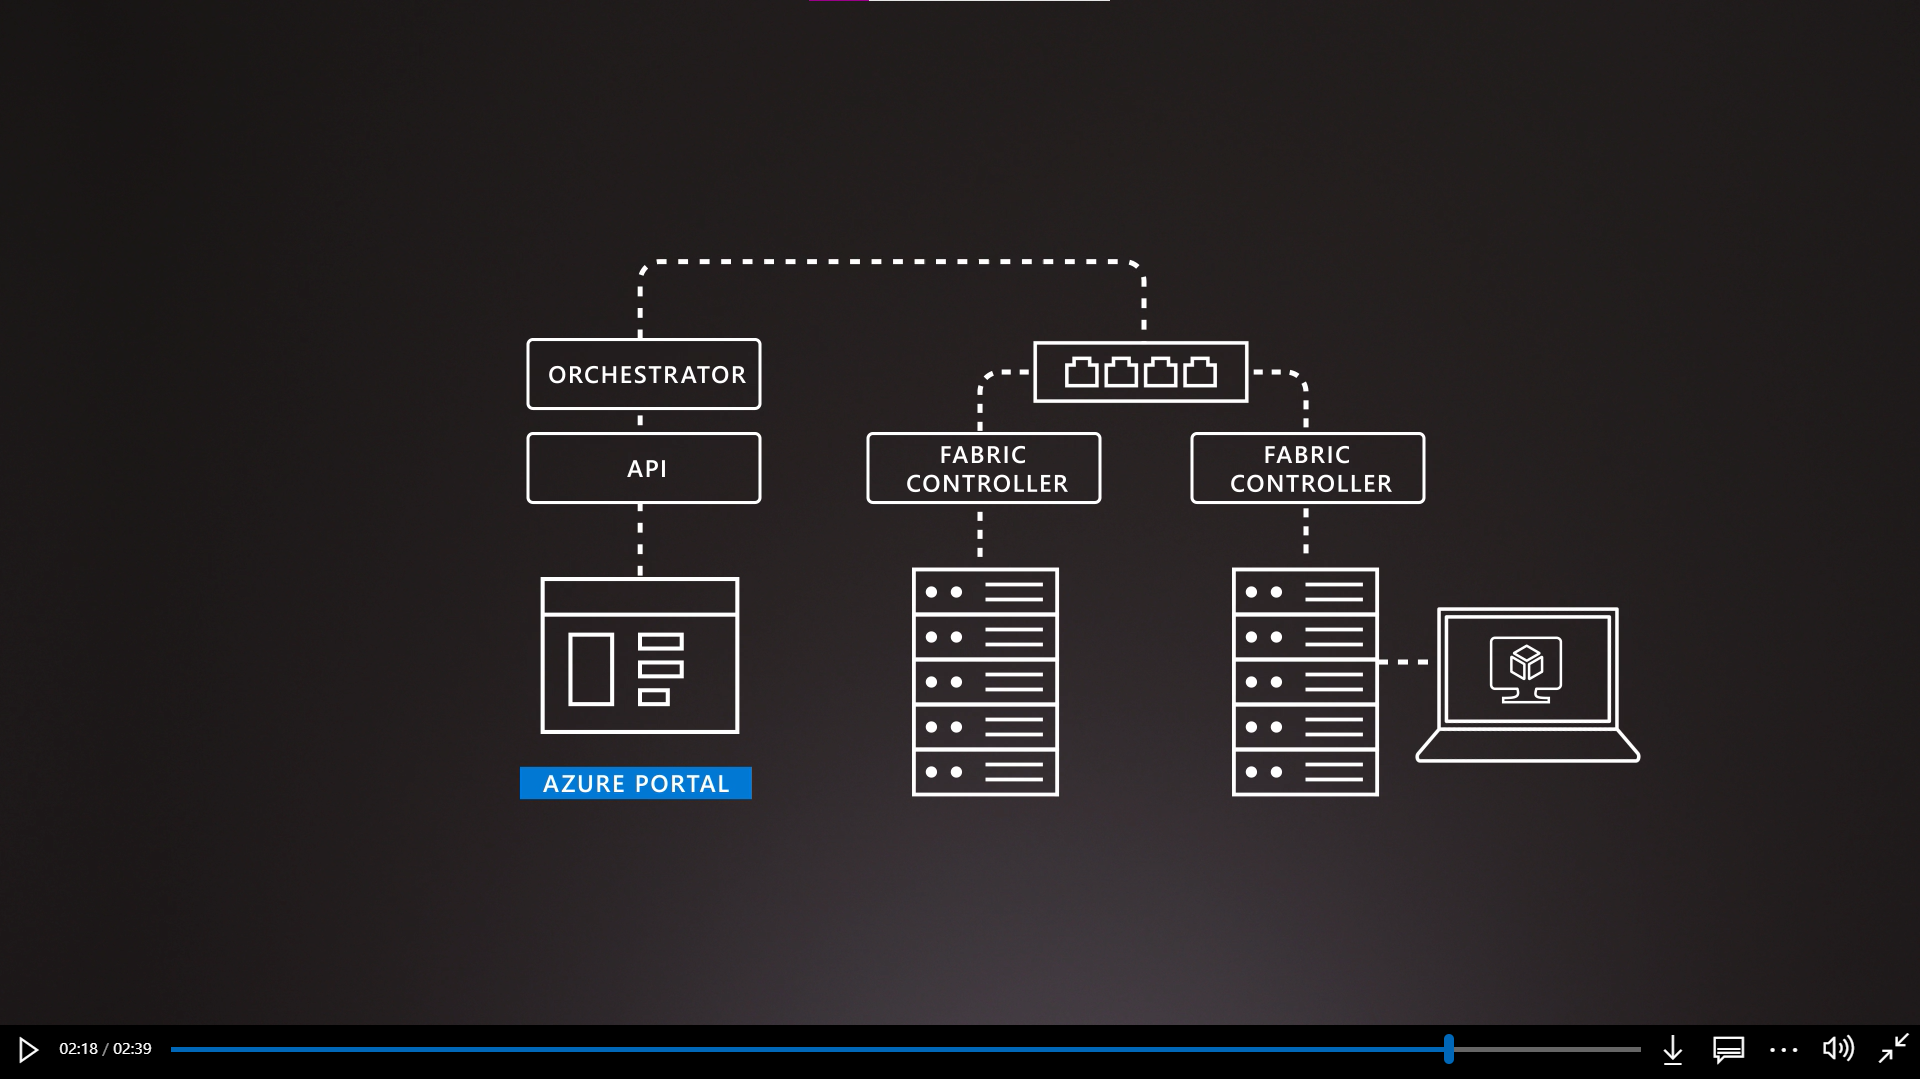 ORCHESTRATOR
API
FABRIC
CONTROLLER
FABRIC
CONTROLLER
AZURE PORTAL
02:18 / 02:39